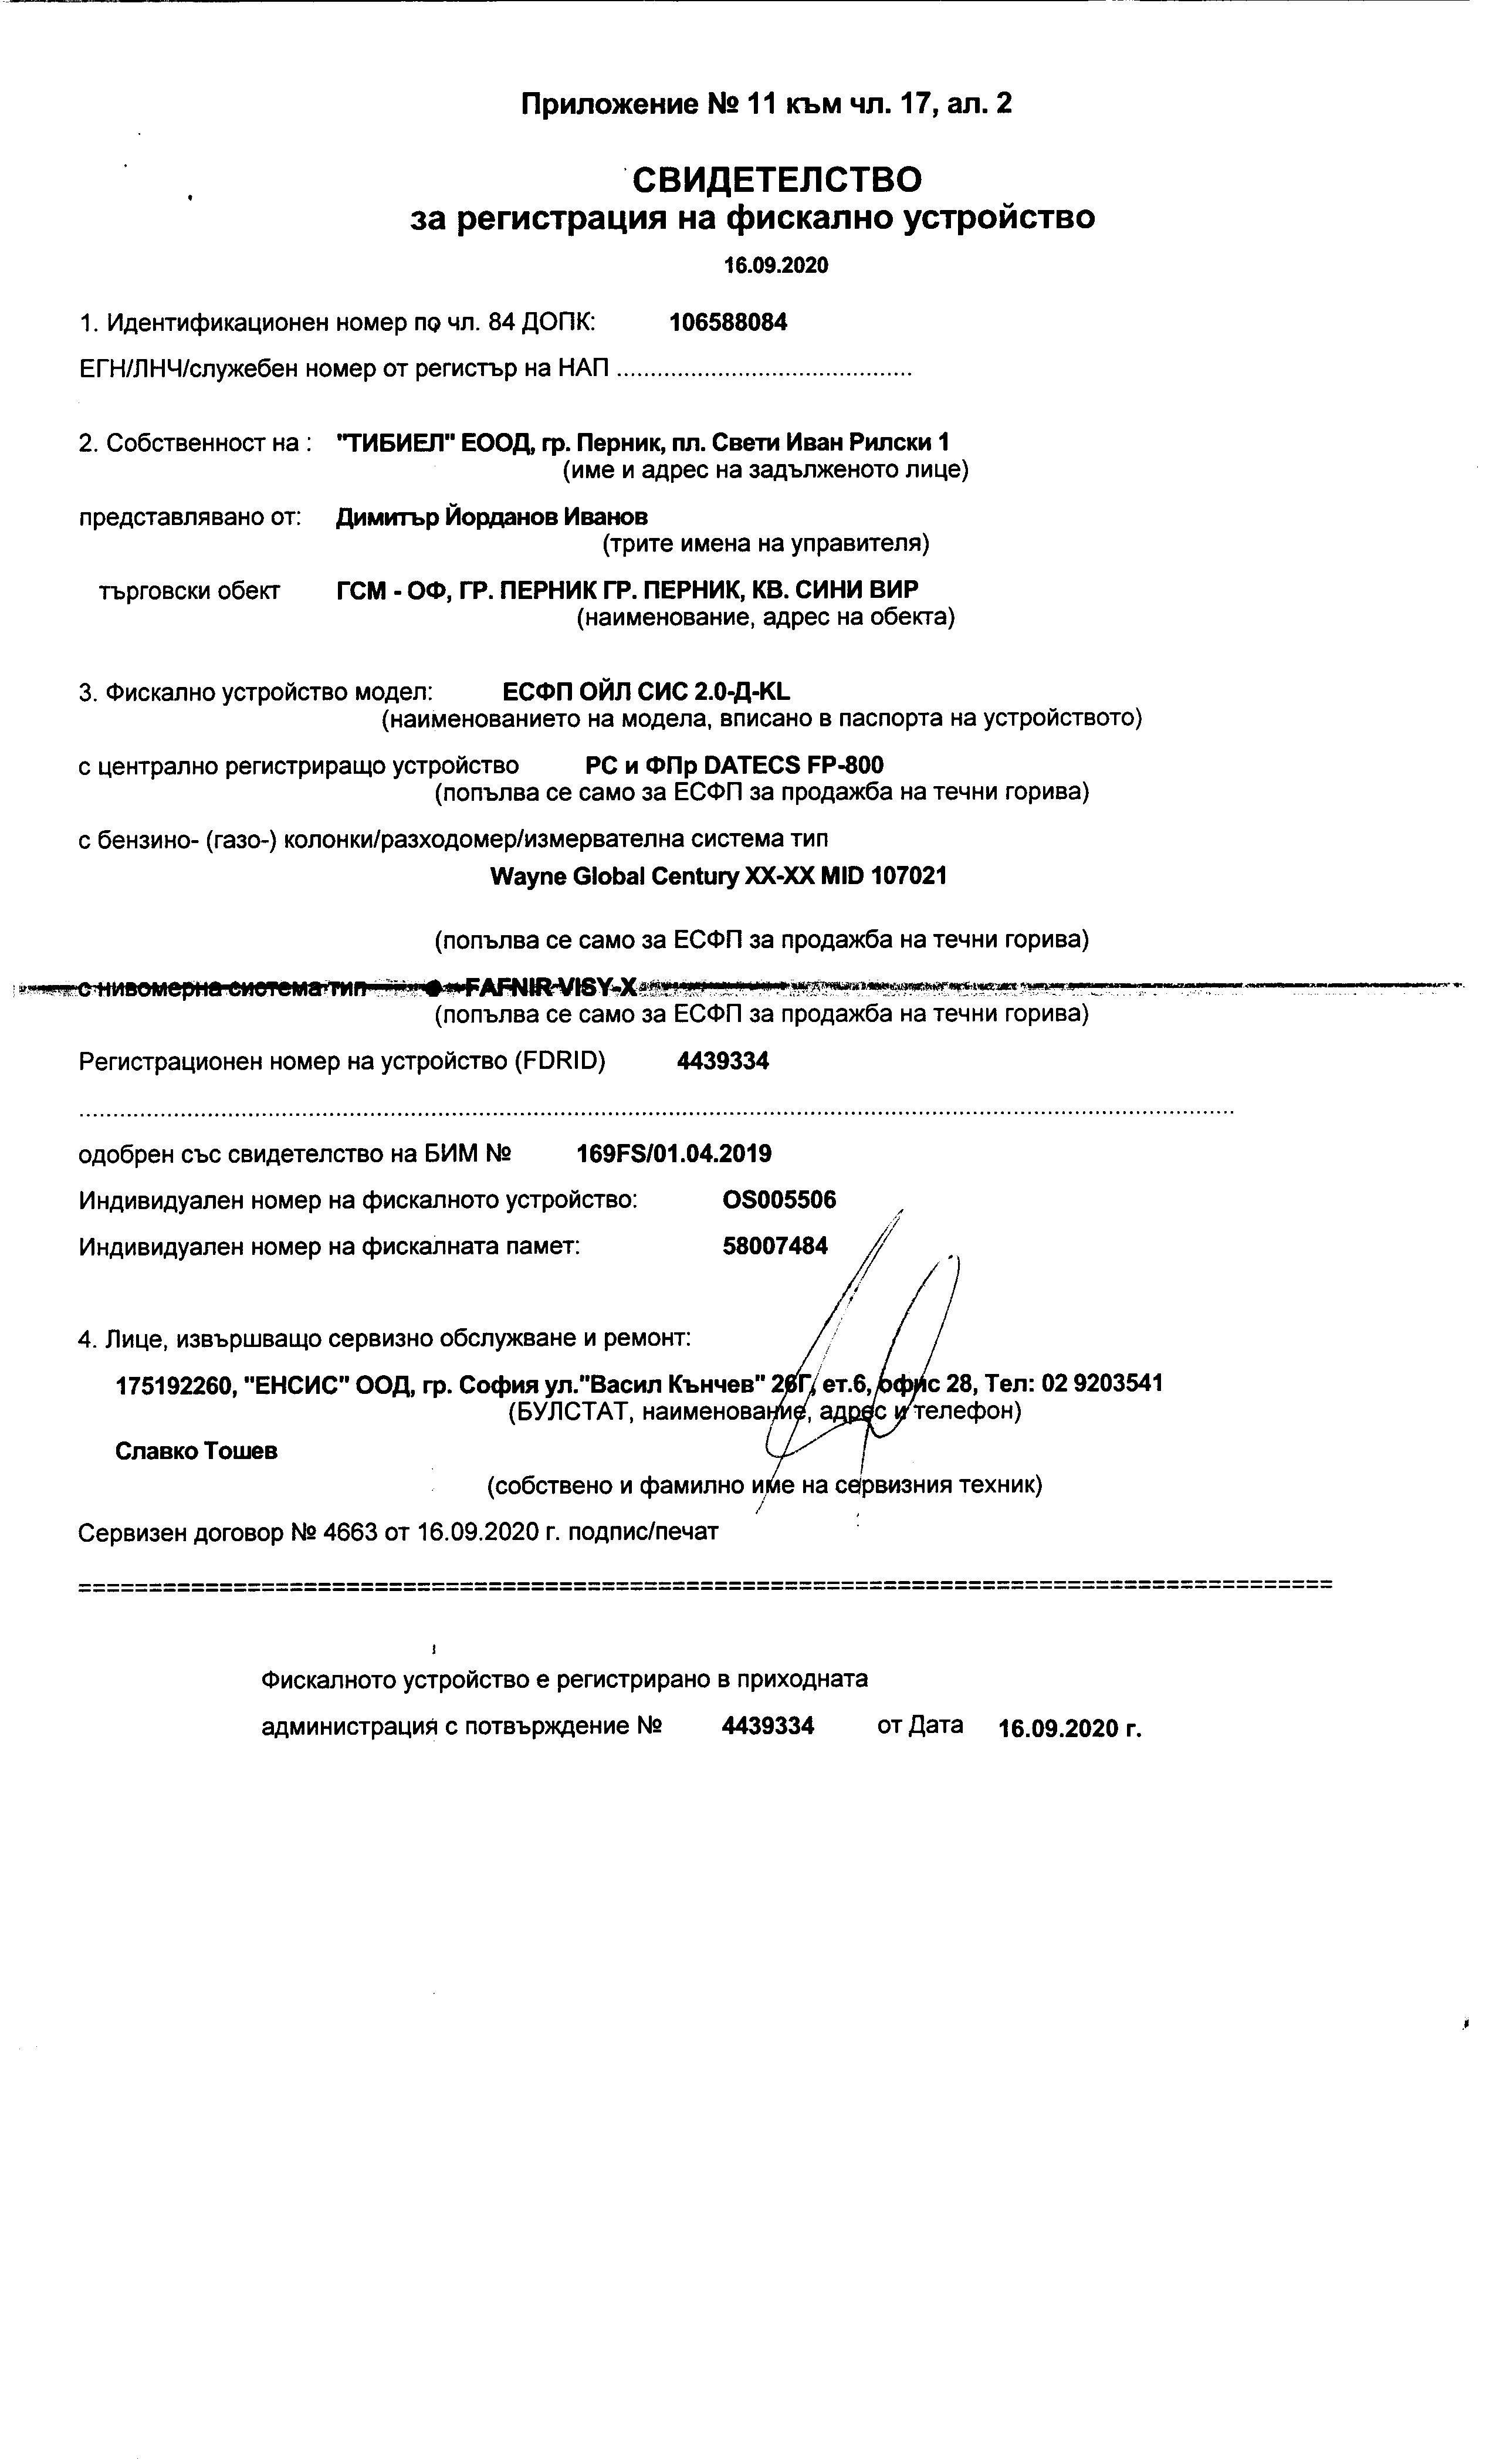 Приложение № 11 към чл. 17, ал. 2
СВИДЕТЕЛСТВО
за регистрация на фискално устройство
16.09.2020
1. Идентификационен номер по чл. 84 ДОПК: 106588084
ЕГН/ЛНЧ/служебен номер от регистър на НАП ............................................
2. Собственност на : "ТИБИЕЛ" ЕООД, гр. Перник, пл. Свети Иван Рилски 1
(име и адрес на задълженото лице)
представлявано от: Димитър Йорданов Иванов
(трите имена на управителя)
търговски обект ГСМ - ОФ, ГР. ПЕРНИК ГР. ПЕРНИК, КВ. СИНИ ВИР
(наименование, адрес на обекта)
3. Фискално устройство модел: ЕСФП ОЙЛ СИС 2.0-Д-KL
(наименованието на модела, вписано в паспорта на устройството)
с централно регистриращо устройство РС и ФПр DATECS FP-800
(попълва се само за ЕСФП за продажба на течни горива)
с бензино- (газо-) колонки/разходомер/измервателна система тип
Wayne Global Century XX-XX MID 107021
(попълва се само за ЕСФП за продажба на течни горива)
с нивомерна система тип FAFNIR VISY-X
(попълва се само за ЕСФП за продажба на течни горива)
Регистрационен номер на устройство (FDRID) 4439334
................................................................................
одобрен със свидетелство на БИМ № 169FS/01.04.2019
Индивидуален номер на фискалното устройство: OS005506
Индивидуален номер на фискалната памет: 58007484
4. Лице, извършващо сервизно обслужване и ремонт:
175192260, "ЕНСИС" ООД, гр. София ул."Васил Кънчев" 26Г, ет.6, офис 28, Тел: 02 9203541
(БУЛСТАТ, наименование, адрес и телефон)
Славко Тошев
(собствено и фамилно име на сервизния техник)
Сервизен договор № 4663 от 16.09.2020 г. подпис/печат
================================================================================
Фискалното устройство е регистрирано в приходната
администрация с потвърждение № 4439334 от Дата 16.09.2020 г.